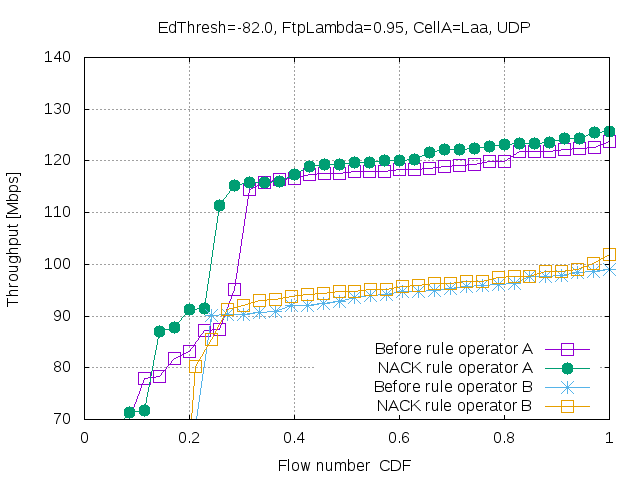 EdThresh=-82.0, FtpLambda=0.95, CellA=Laa, UDP
140
130
120
110
100
90
80
70
Throughput [Mbps]
Before rule operator A
NACK rule operator A
Before rule operator B
NACK rule operator B
0
0.2
0.4
0.6
0.8
1
Flow number CDF